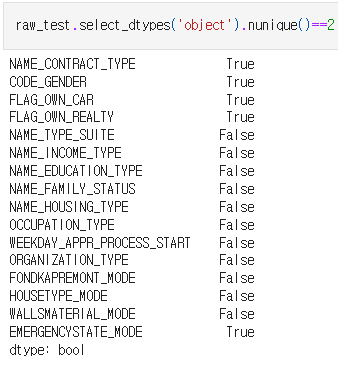 raw_test.select_dtypes('object').nunique()==2
NAME_CONTRACT_TYPE True
CODE_GENDER True
FLAG_OWN_CAR True
FLAG_OWN_REALTY True
NAME_TYPE_SUITE False
NAME_INCOME_TYPE False
NAME_EDUCATION_TYPE False
NAME_FAMILY_STATUS False
NAME_HOUSING_TYPE False
OCCUPATION_TYPE False
WEEKDAY_APPR_PROCESS_START False
ORGANIZATION_TYPE False
FONDKAPREMONT_MODE False
HOUSETYPE_MODE False
WALLSMATERIAL_MODE False
EMERGENCYSTATE_MODE True
dtype: bool